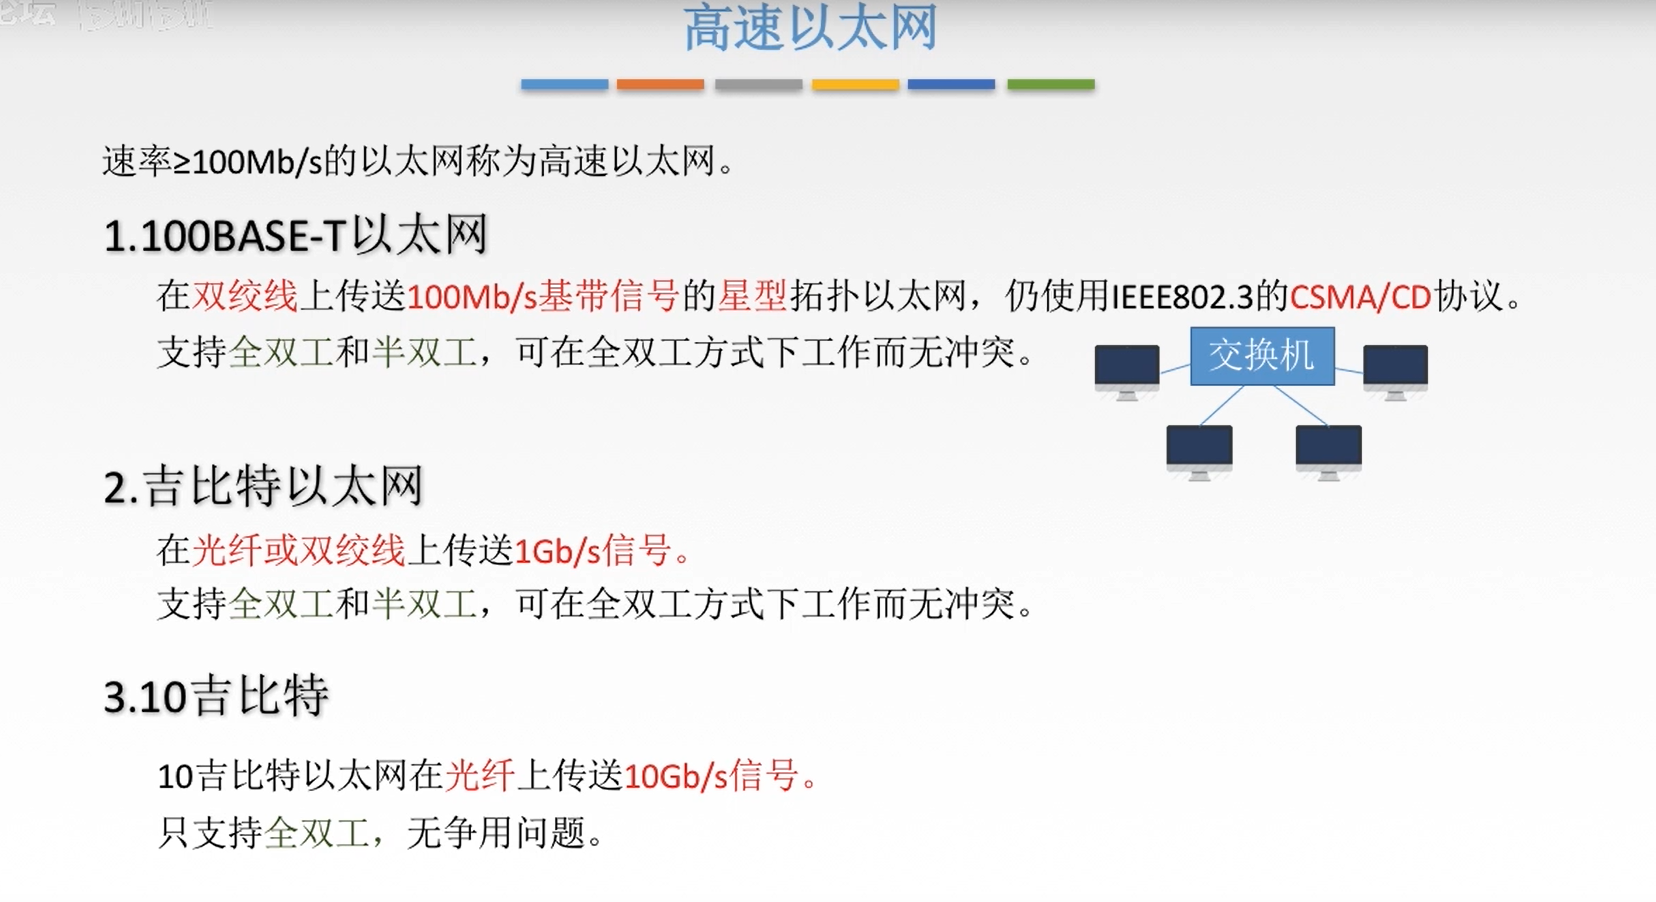 高速以太网
速率≥100Mb/s的以太网称为高速以太网。
1.100BASE-T以太网
在双绞线上传送100Mb/s基带信号的星型拓扑以太网，仍使用IEEE802.3的CSMA/CD协议。
支持全双工和半双工，可在全双工方式下工作而无冲突。
交换机
2.吉比特以太网
在光纤或双绞线上传送1Gb/s信号。
支持全双工和半双工，可在全双工方式下工作而无冲突。
3.10吉比特
10吉比特以太网在光纤上传送10Gb/s信号。
只支持全双工，无争用问题。